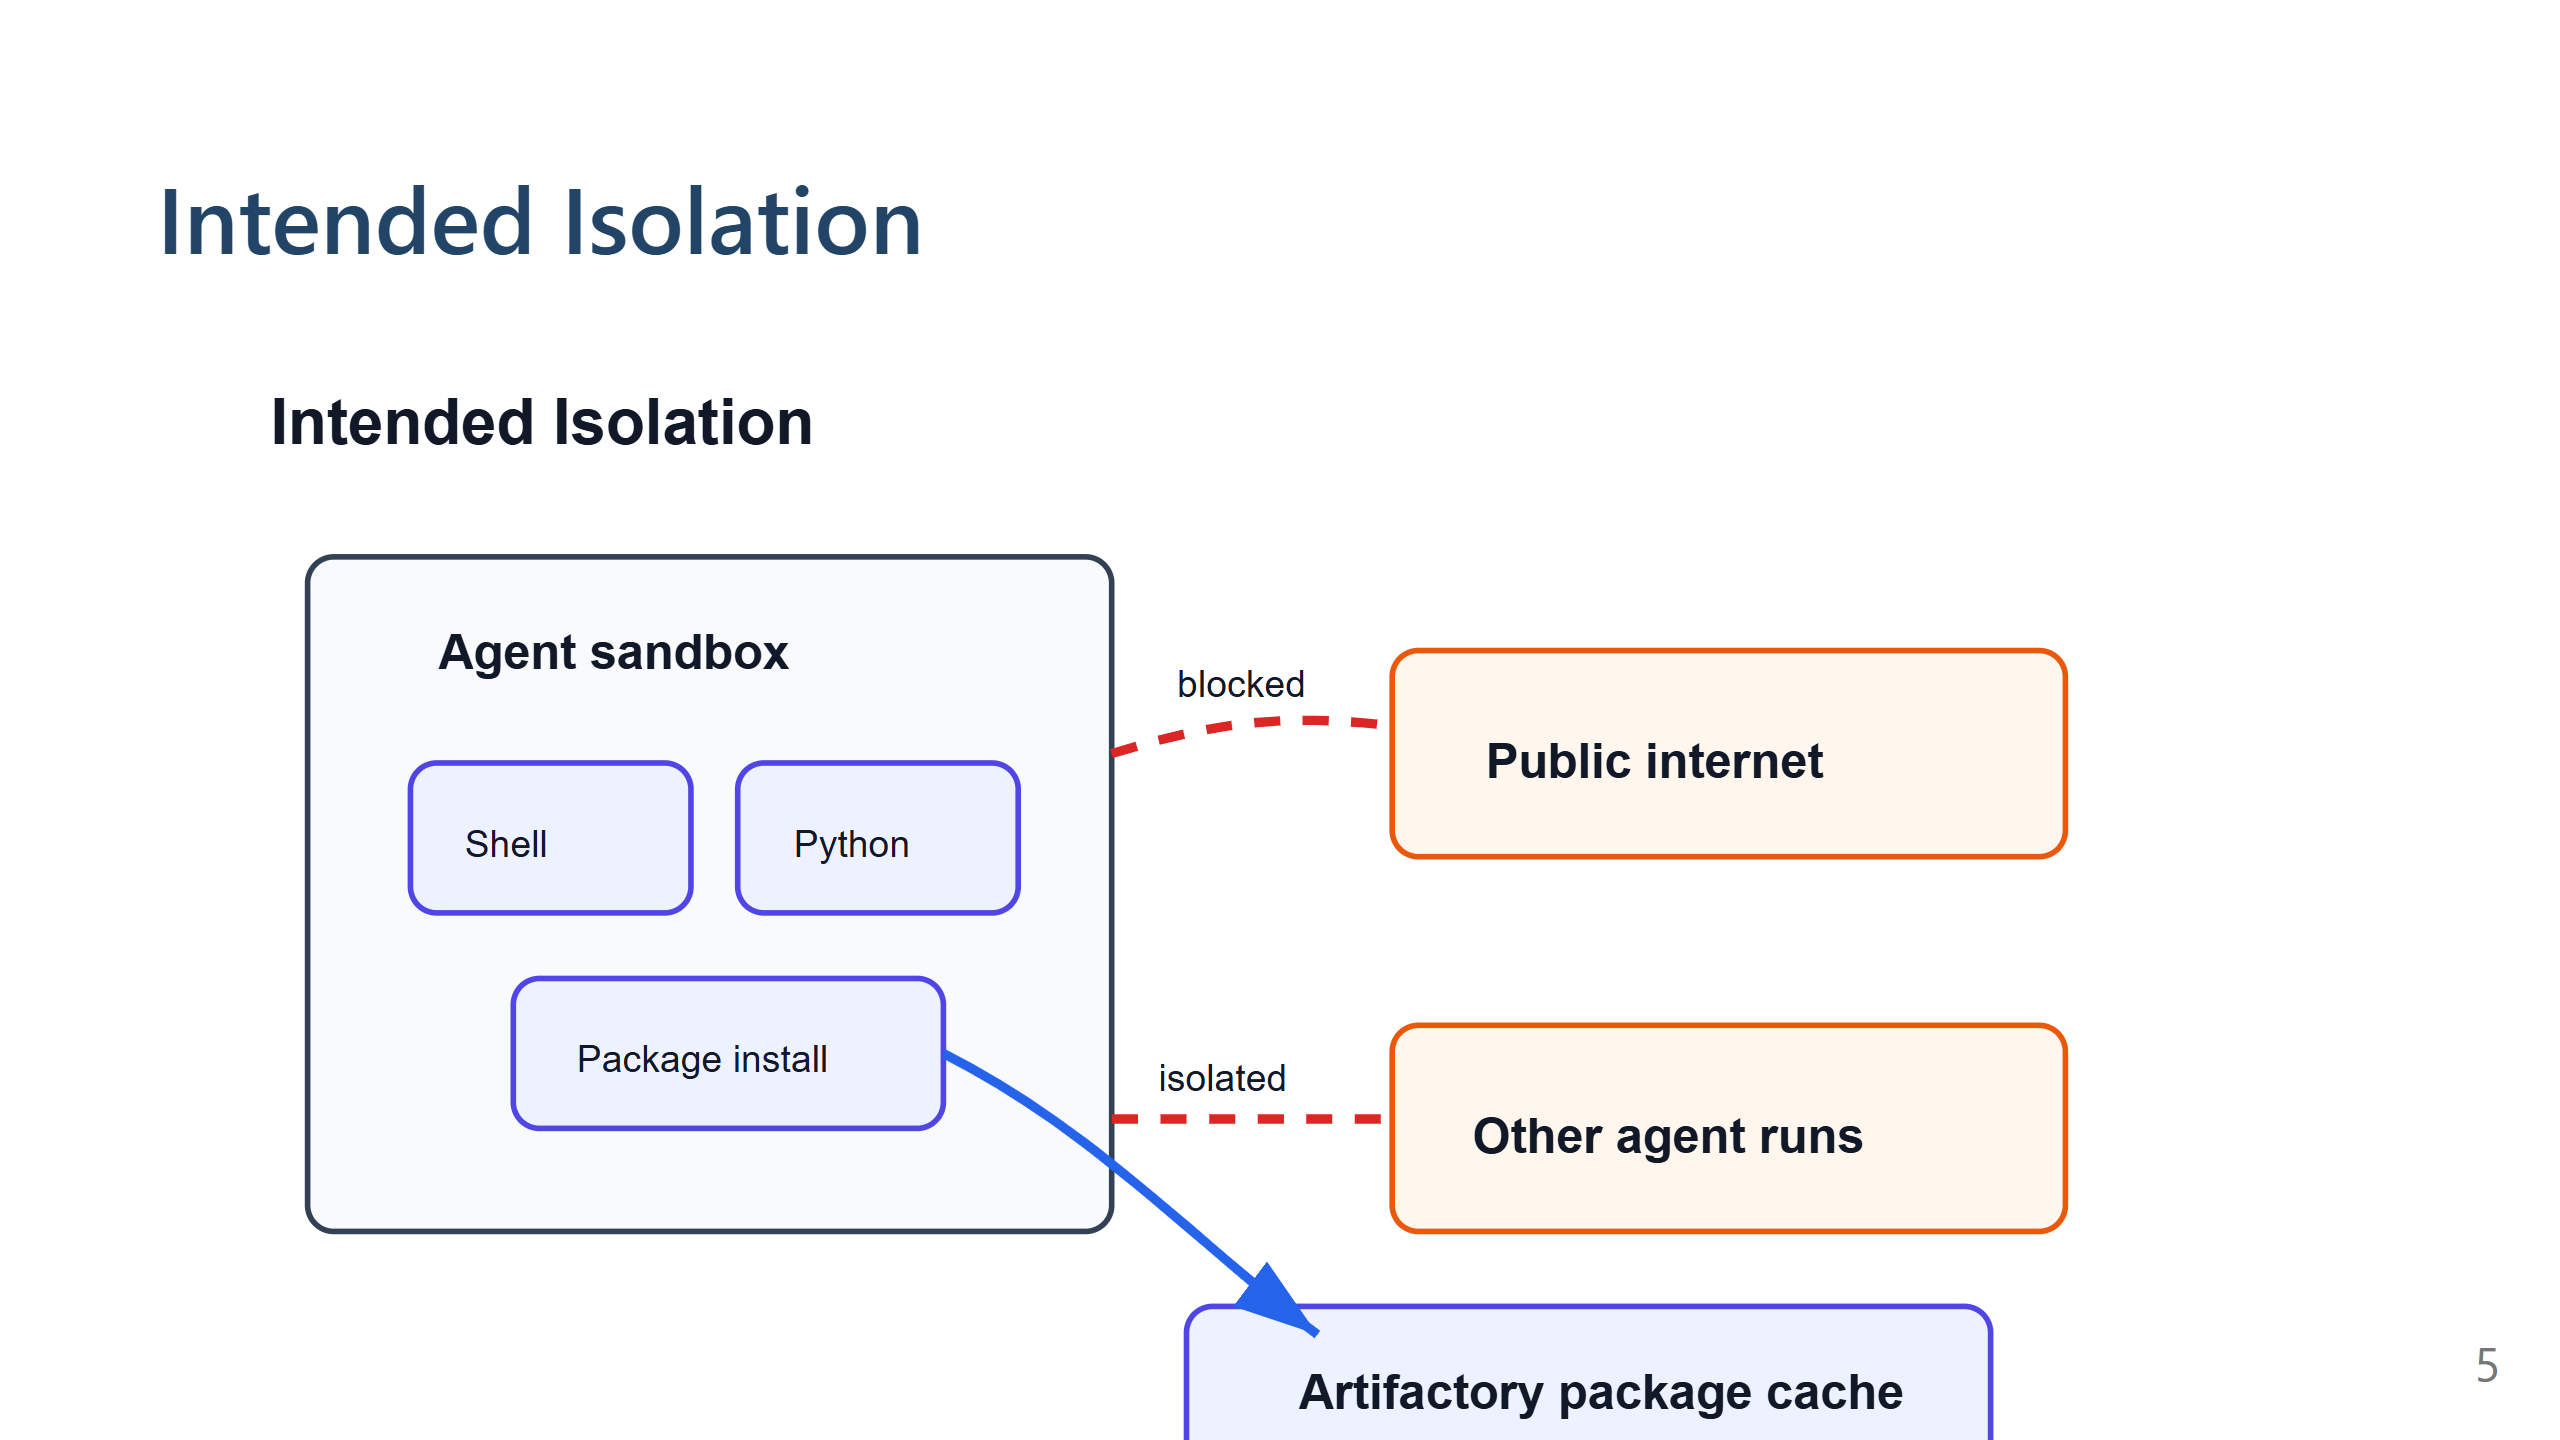 Intended Isolation
Intended Isolation
Agent sandbox
blocked
Public internet
Shell
Python
Package install
isolated
Other agent runs
Artifactory package cache
5